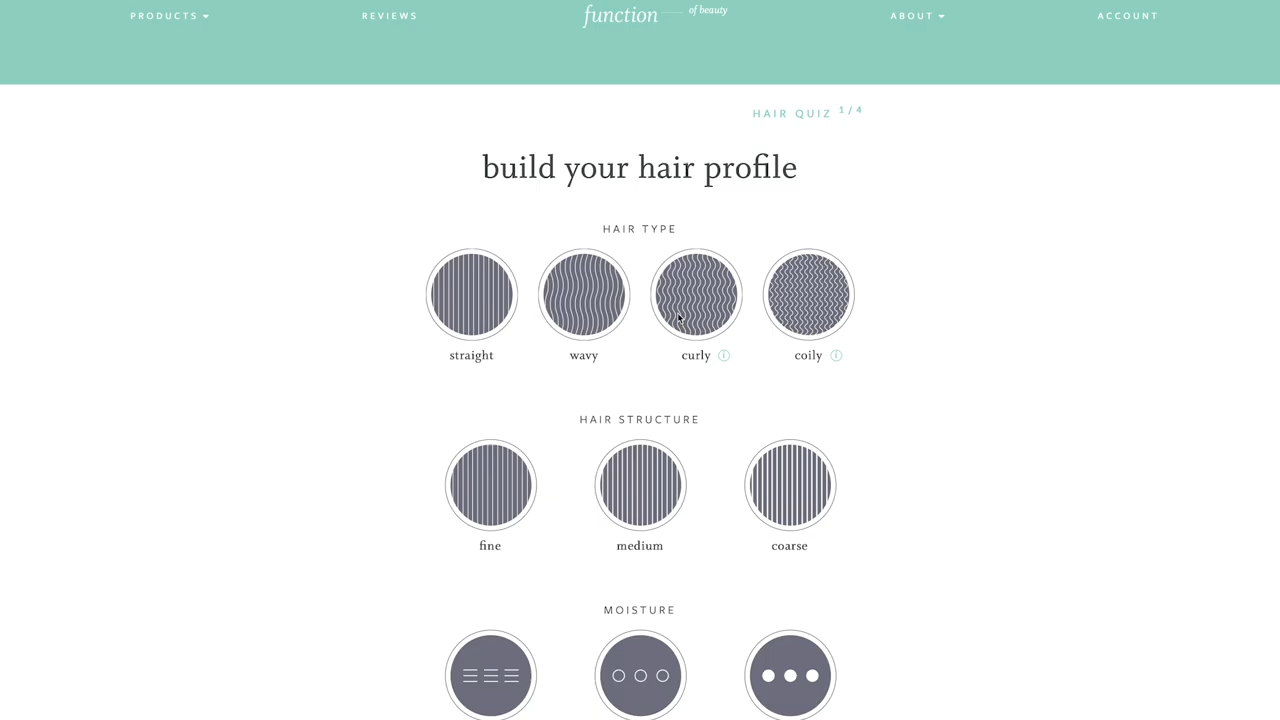 PRODUCTS REVIEWS function of beauty ABOUT ACCOUNT
HAIR QUIZ 1/4
build your hair profile
HAIR TYPE
straight wavy curly coily
HAIR STRUCTURE
fine medium coarse
MOISTURE